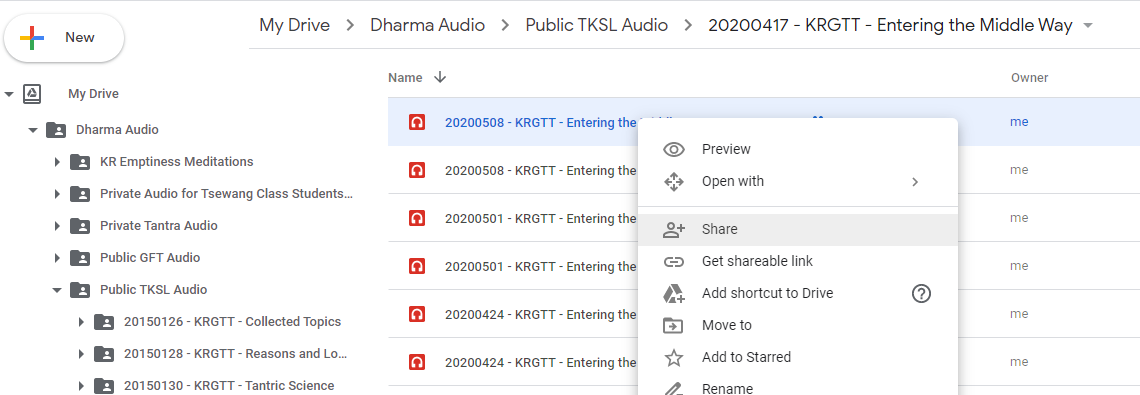 New
My Drive
Dharma Audio
KR Emptiness Meditations
Private Audio for Tsewang Class Students...
Private Tantra Audio
Public GFT Audio
Public TKSL Audio
20150126 - KRGTT - Collected Topics
20150128 - KRGTT - Reasons and Lo...
20150130 - KRGTT - Tantric Science
My Drive > Dharma Audio > Public TKSL Audio > 20200417 - KRGTT - Entering the Middle Way
Name Owner
20200508 - KRGTT - Entering the me
20200508 - KRGTT - Entering the me
20200501 - KRGTT - Entering the me
20200501 - KRGTT - Entering the me
20200424 - KRGTT - Entering the me
20200424 - KRGTT - Entering the me
Preview
Open with
Share
Get shareable link
Add shortcut to Drive
Move to
Add to Starred
Rename